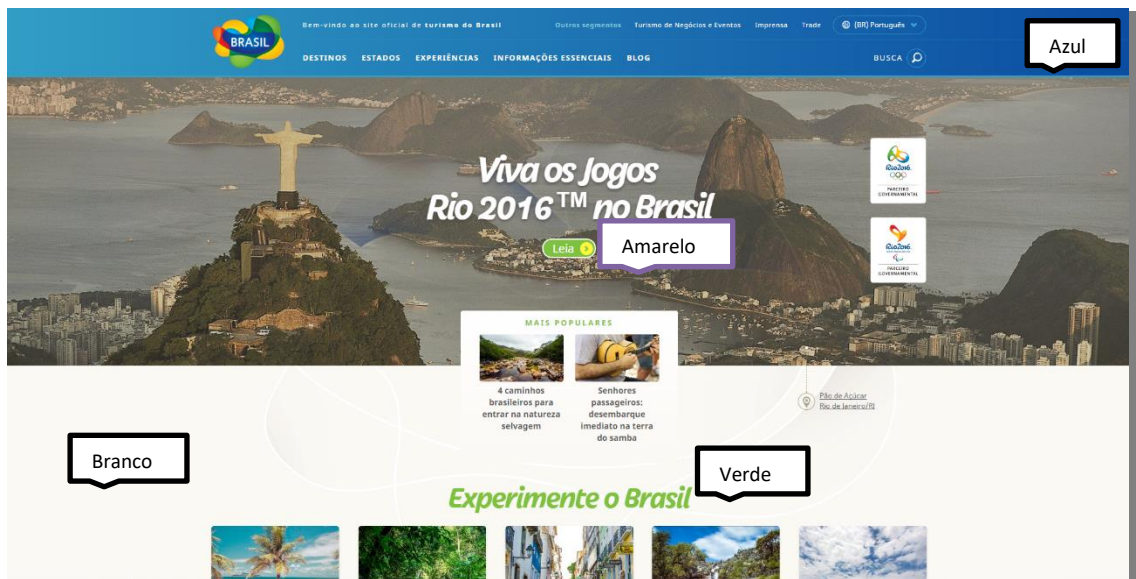 Bem-vindo ao site oficial de turismo do Brasil
Outros segmentos Turismo de Negócios e Eventos Imprensa Trade (BR) Português
BRASIL
DESTINOS ESTADOS EXPERIÊNCIAS INFORMAÇÕES ESSENCIAIS BLOG
BUSCA
Azul
Viva os Jogos
Rio 2016™ no Brasil
Leia
Amarelo
Rio2016
PARCEIRO
GOVERNAMENTAL
Rio2016
PARCEIRO
GOVERNAMENTAL
MAIS POPULARES
4 caminhos
brasileiros para
entrar na natureza
selvagem
Senhores
passageiros:
desembarque
imediato na terra
do samba
Pão de Açúcar
Rio de Janeiro/RJ
Branco
Verde
Experimente o Brasil